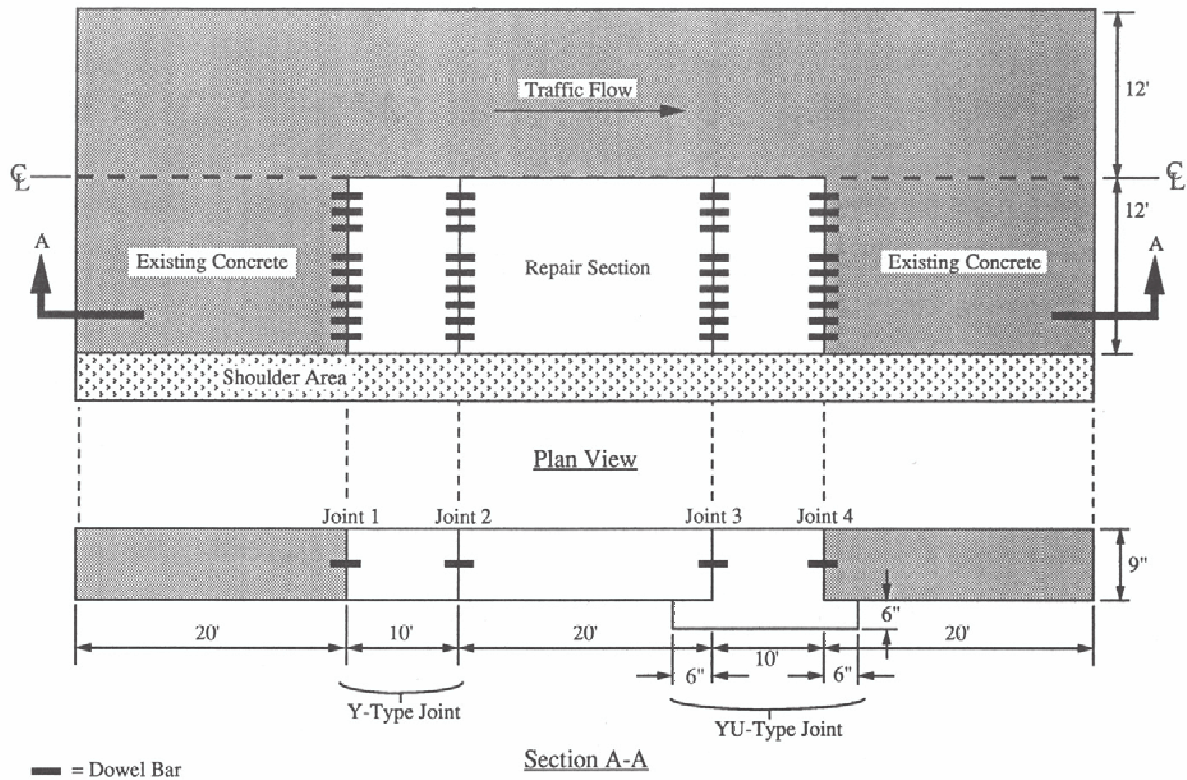 Traffic Flow
12'
℄
℄
12'
A
A
Existing Concrete
Repair Section
Existing Concrete
Shoulder Area
Plan View
Joint 1
Joint 2
Joint 3
Joint 4
9"
6"
20'
10'
20'
10'
20'
6"
6"
Y-Type Joint
YU-Type Joint
Section A-A
= Dowel Bar